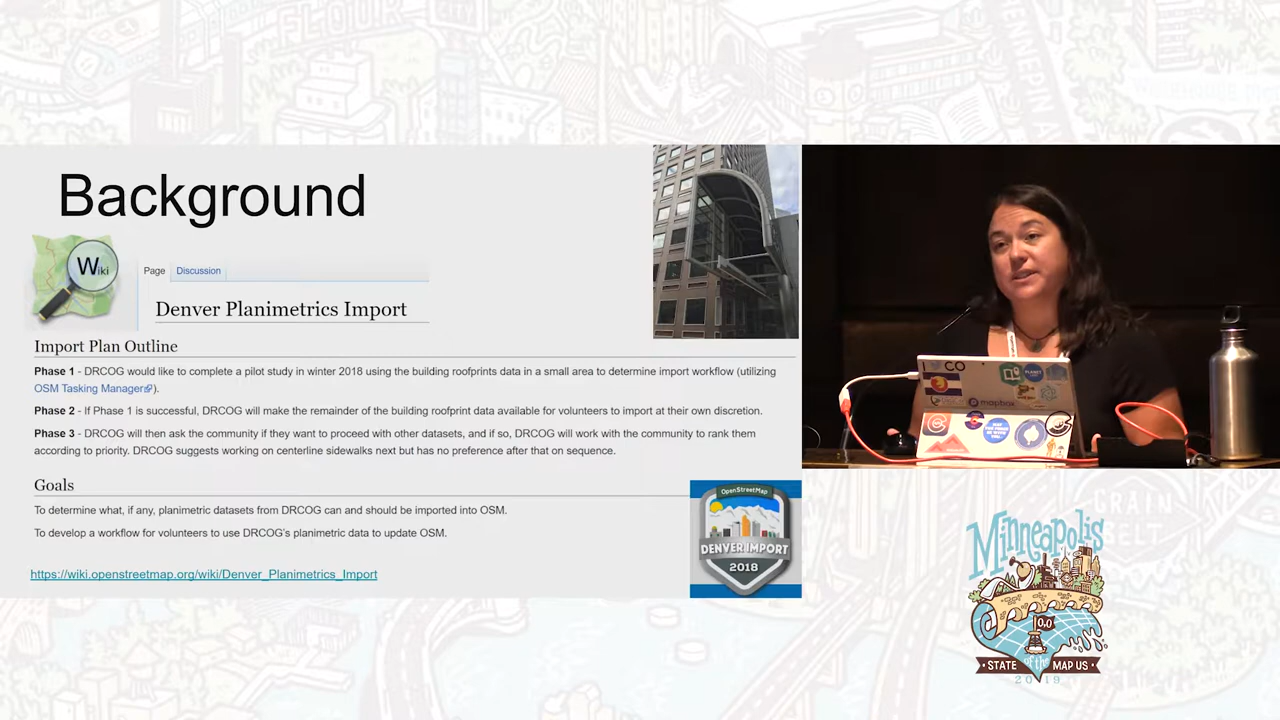 FLOUR
HENNEPIN
Background
Wiki
Page Discussion
Denver Planimetrics Import
Import Plan Outline
Phase 1 - DRCOG would like to complete a pilot study in winter 2018 using the building roofprints data in a small area to determine import workflow (utilizing
OSM Tasking Manager).
Phase 2 - If Phase 1 is successful, DRCOG will make the remainder of the building roofprint data available for volunteers to import at their own discretion.
Phase 3 - DRCOG will then ask the community if they want to proceed with other datasets, and if so, DRCOG will work with the community to rank them
according to priority. DRCOG suggests working on centerline sidewalks next but has no preference after that on sequence.
Goals
To determine what, if any, planimetric datasets from DRCOG can and should be imported into OSM.
To develop a workflow for volunteers to use DRCOG's planimetric data to update OSM.
https://wiki.openstreetmap.org/wiki/Denver_Planimetrics_Import
OpenStreetMap
DENVER IMPORT
2018
CO
mapbox
Minneapolis
STATE of the MAP US
2019